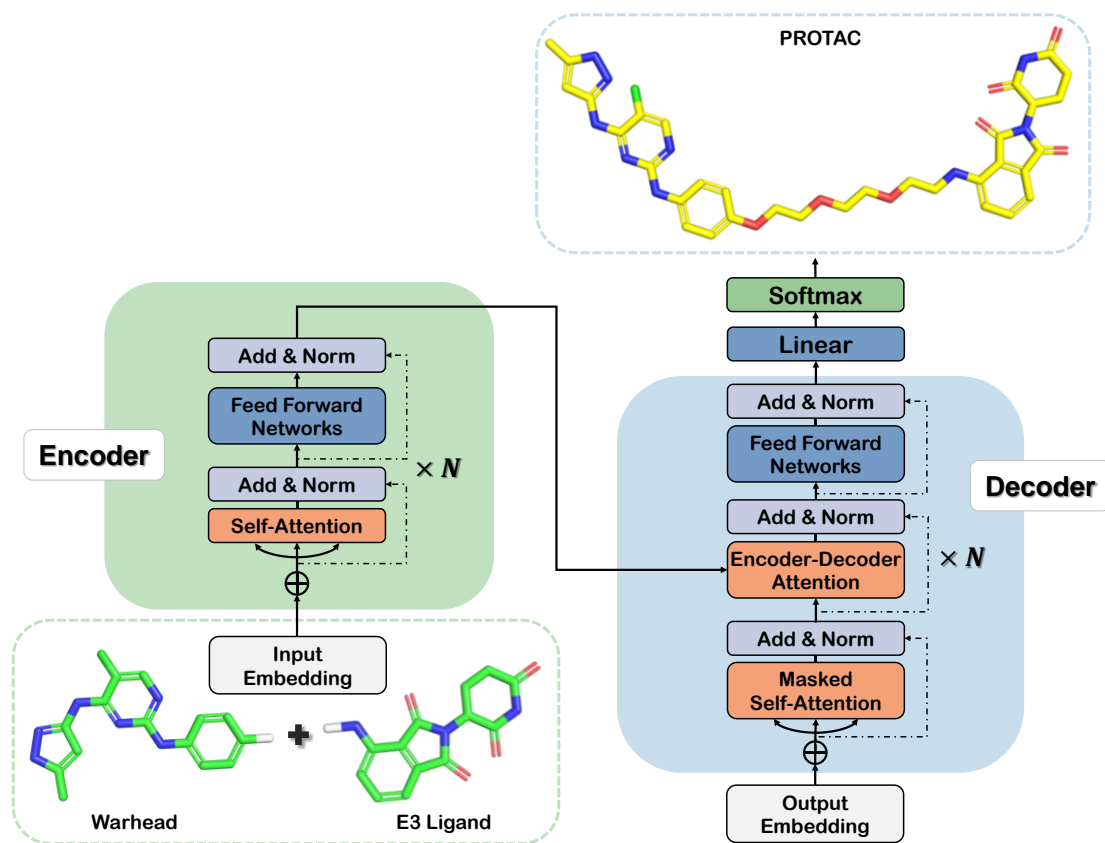 PROTAC
Softmax
Linear
Add & Norm
Feed Forward
Networks
Add & Norm
Encoder-Decoder
Attention
Add & Norm
Masked
Self-Attention
Output
Embedding
Decoder
× N
Add & Norm
Feed Forward
Networks
Add & Norm
Self-Attention
Encoder
× N
Input
Embedding
Warhead
+
E3 Ligand